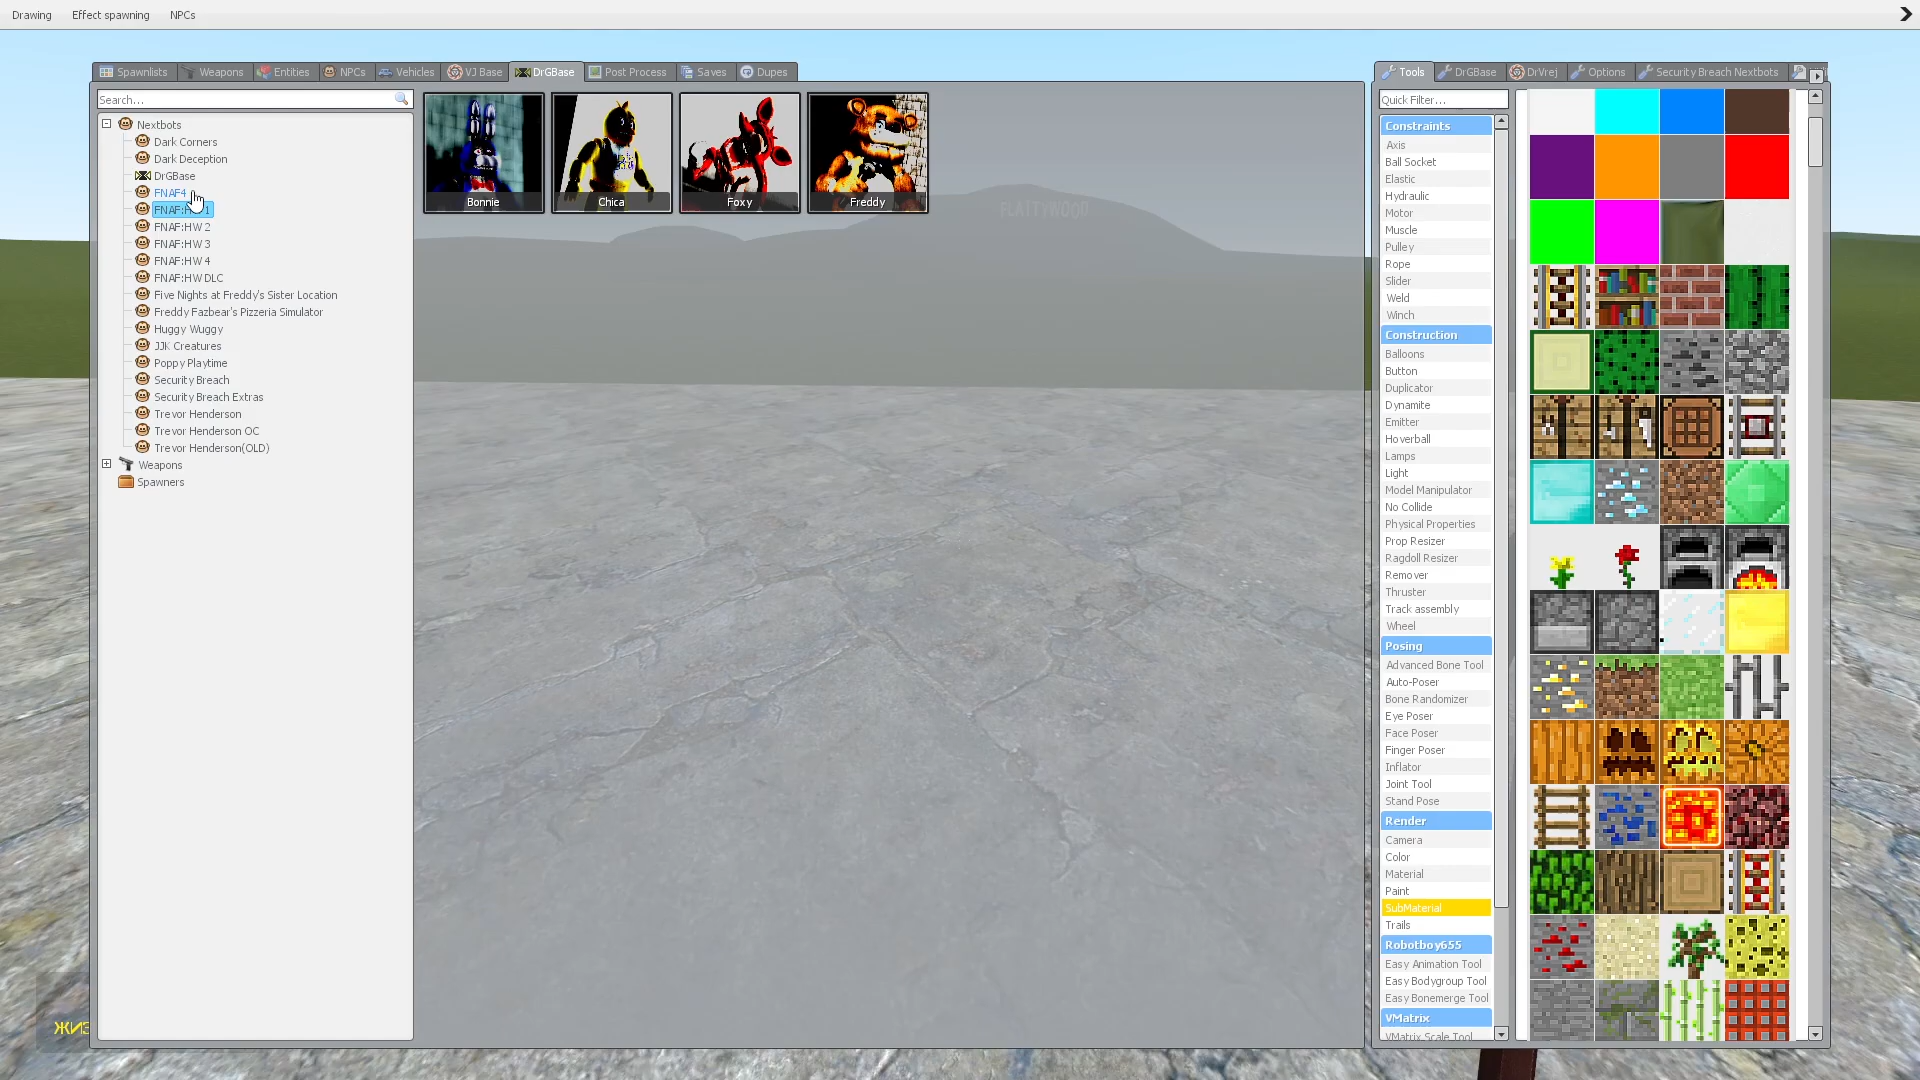 Drawing Effect spawning NPCs
Spawnlists Weapons Entities NPCs Vehicles VJ Base DrGBase Post Process Saves Dupes
Search...
Nextbots
Dark Corners
Dark Deception
DrGBase
FNAF4
FNAF:HW 1
FNAF:HW 2
FNAF:HW 3
FNAF:HW 4
FNAF:HW DLC
Five Nights at Freddy's Sister Location
Freddy Fazbear's Pizzeria Simulator
Huggy Wuggy
JJK Creatures
Poppy Playtime
Security Breach
Security Breach Extras
Trevor Henderson
Trevor Henderson OC
Trevor Henderson(OLD)
Weapons
Spawners
Bonnie Chica Foxy Freddy
FLATTYWOOD
ЖИЗ
Tools DrGBase DrVrej Options Security Breach Nextbots
Quick Filter...
Constraints
Axis
Ball Socket
Elastic
Hydraulic
Motor
Muscle
Pulley
Rope
Slider
Weld
Winch
Construction
Balloons
Button
Duplicator
Dynamite
Emitter
Hoverball
Lamps
Light
Model Manipulator
No Collide
Physical Properties
Prop Resizer
Ragdoll Resizer
Remover
Thruster
Track assembly
Wheel
Posing
Advanced Bone Tool
Auto-Poser
Bone Randomizer
Eye Poser
Face Poser
Finger Poser
Inflator
Joint Tool
Stand Pose
Render
Camera
Color
Material
Paint
SubMaterial
Trails
Robotboy655
Easy Animation Tool
Easy Bodygroup Tool
Easy Bonemerge Tool
VMatrix
VMatrix Scale Tool